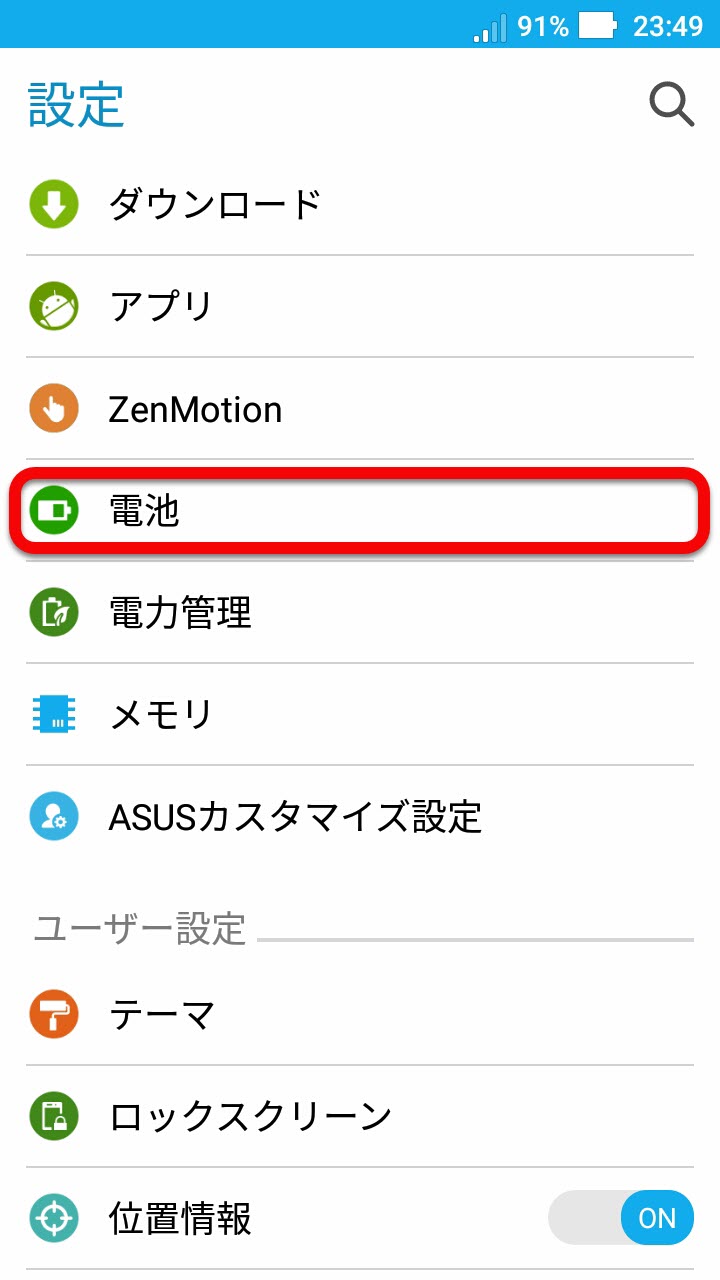 91% 23:49
設定
ダウンロード
アプリ
ZenMotion
電池
電力管理
メモリ
ASUSカスタマイズ設定
ユーザー設定
テーマ
ロックスクリーン
位置情報 ON